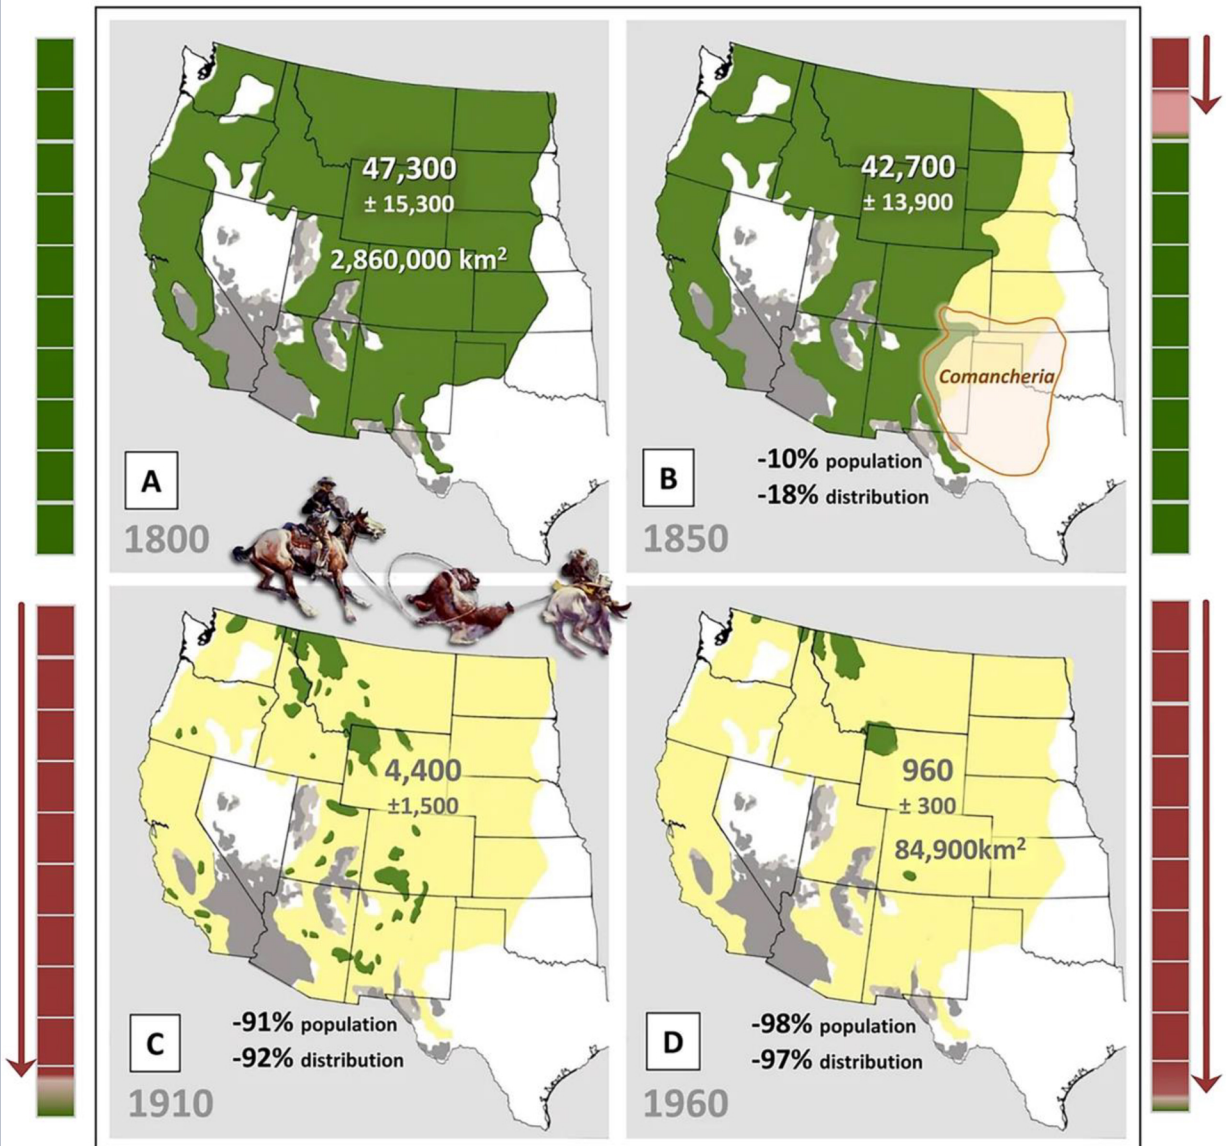 47,300
± 15,300
2,860,000 km²
A
1800
42,700
± 13,900
Comancheria
-10% population
-18% distribution
B
1850
4,400
±1,500
-91% population
-92% distribution
C
1910
960
± 300
84,900km²
-98% population
-97% distribution
D
1960